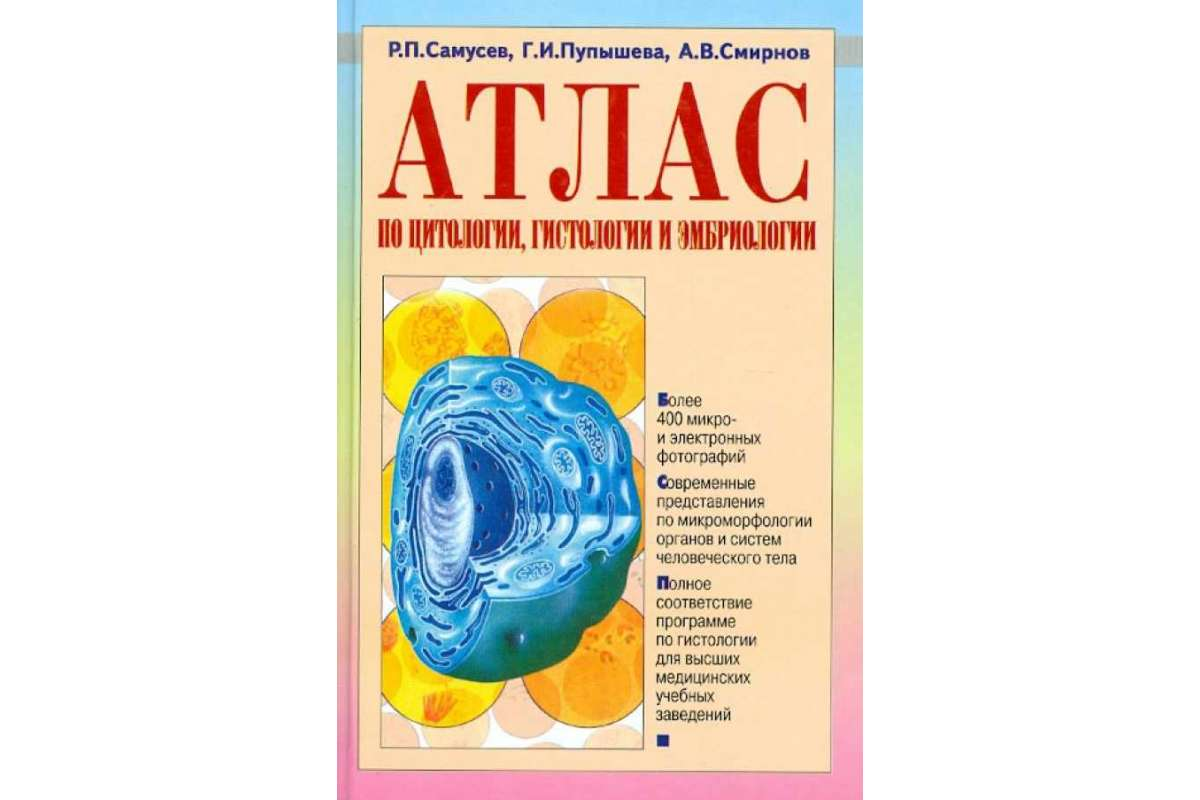 Р.П.Самусев, Г.И.Пупышева, А.В.Смирнов
АТЛАС
ПО ЦИТОЛОГИИ, ГИСТОЛОГИИ И ЭМБРИОЛОГИИ
Более
400 микро-
и электронных
фотографий
Современные
представления
по микроморфологии
органов и систем
человеческого тела
Полное
соответствие
программе
по гистологии
для высших
медицинских
учебных
заведений